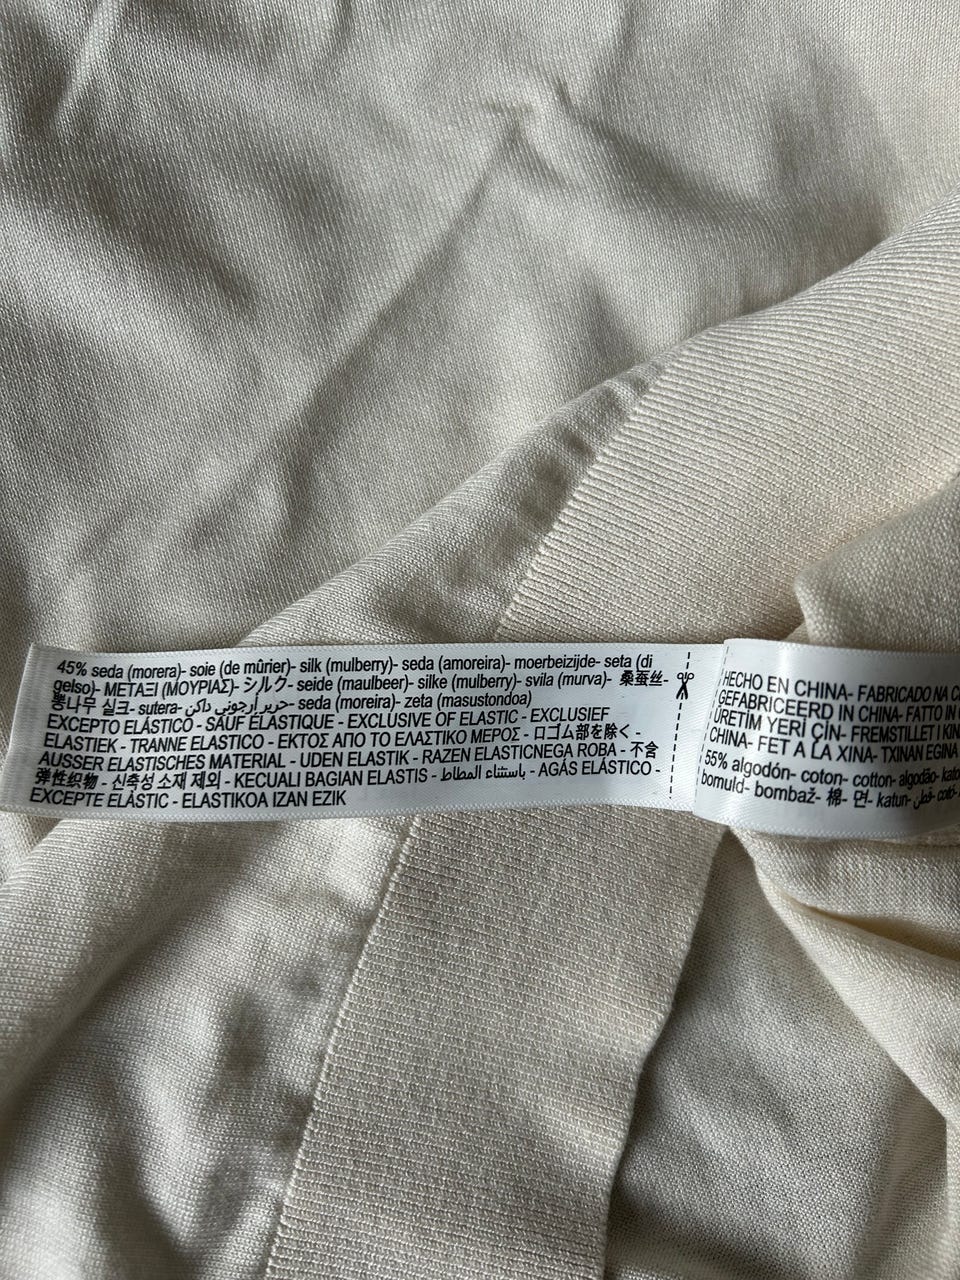 45% seda (morera)- soie (de mûrier)- silk (mulberry)- seda (amoreira)- moerbeizijde- seta (di
gelso)- ΜΕΤΑΞΙ (ΜΟΥΡΙΑΣ)- シルク- seide (maulbeer)- silke (mulberry)- svila (murva)- 桑蚕丝-
뽕나무 실크- sutera- حرير أرجوني داكن- seda (moreira)- zeta (masustondoa)
EXCEPTO ELÁSTICO - SAUF ÉLASTIQUE - EXCLUSIVE OF ELASTIC - EXCLUSIEF
ELASTIEK - TRANNE ELASTICO - ΕΚΤΟΣ ΑΠΟ ΤΟ ΕΛΑΣΤΙΚΟ ΜΕΡΟΣ - ロゴム部を除く -
AUSSER ELASTISCHES MATERIAL - UDEN ELASTIK - RAZEN ELASTICNEGA ROBA - 不含
弹性织物 - 신축성 소재 제외 - KECUALI BAGIAN ELASTIS - باستثناء المطاط - AGÁS ELÁSTICO -
EXCEPTE ELÀSTIC - ELASTIKOA IZAN EZIK
HECHO EN CHINA- FABRICADO NA
GEFABRICEERD IN CHINA- FATTO IN
ÜRETİM YERİ ÇİN- FREMSTILLET I
CHINA- FET A LA XINA- TXINAN EGINA
55% algodón- coton- cotton- algodão-
bomuld- bombaž- 棉- 면- katun- قطن-